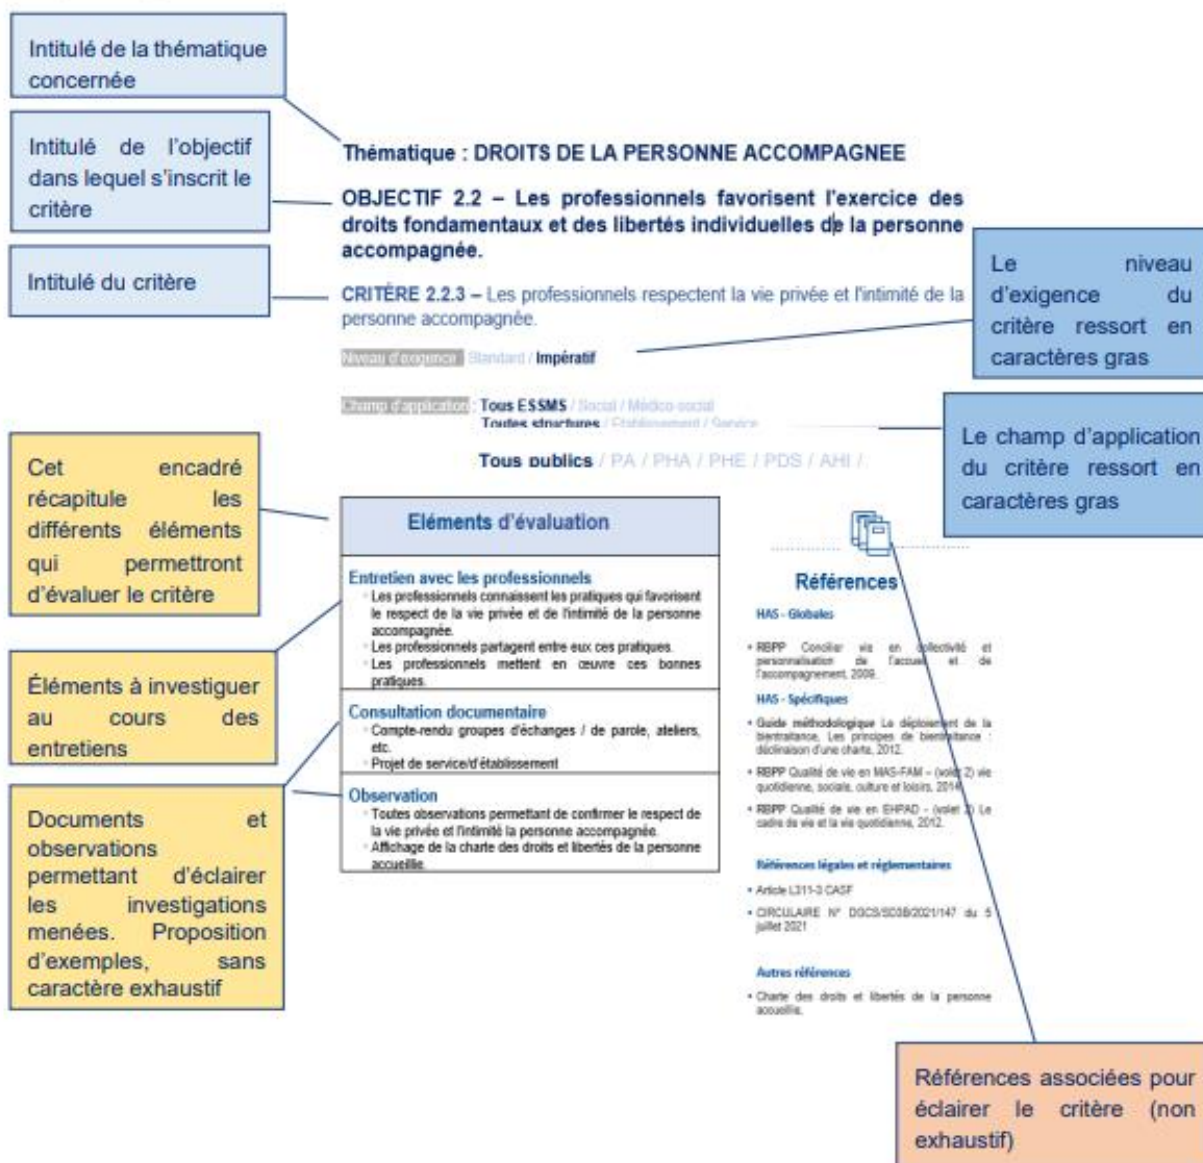 Intitulé de la thématique
concernée
Intitulé de l'objectif
dans lequel s'inscrit le
critère
Intitulé du critère
Thématique : DROITS DE LA PERSONNE ACCOMPAGNEE
OBJECTIF 2.2 – Les professionnels favorisent l'exercice des
droits fondamentaux et des libertés individuelles de la personne
accompagnée.
CRITÈRE 2.2.3 – Les professionnels respectent la vie privée et l'intimité de la
personne accompagnée.
Niveau d'exigence : Standard / Impératif
Champ d'application : Tous ESSMS / Social / Médico-social
Toutes structures / Etablissement / Service
Tous publics / PA / PHA / PHE / PDS / AHI /
Le niveau
d'exigence du
critère ressort en
caractères gras
Le champ d'application
du critère ressort en
caractères gras
Cet encadré
récapitule les
différents éléments
qui permettront
d'évaluer le critère
Éléments à investiguer
au cours des
entretiens
Documents et
observations
permettant d'éclairer
les investigations
menées. Proposition
d'exemples, sans
caractère exhaustif
Eléments d'évaluation
Entretien avec les professionnels
◦ Les professionnels connaissent les pratiques qui favorisent
le respect de la vie privée et de l'intimité de la personne
accompagnée.
◦ Les professionnels partagent entre eux ces pratiques.
◦ Les professionnels mettent en œuvre ces bonnes
pratiques.
Consultation documentaire
◦ Compte-rendu groupes d'échanges / de parole, ateliers,
etc.
◦ Projet de service/d'établissement
Observation
◦ Toutes observations permettant de confirmer le respect de
la vie privée et l'intimité la personne accompagnée.
◦ Affichage de la charte des droits et libertés de la personne
accueillie.
Références
HAS - Globales
• RBPP Concilier vie en collectivité et
personnalisation de l'accueil et de
l'accompagnement, 2009.
HAS - Spécifiques
• Guide méthodologique Le déploiement de la
bientraitance, Les principes de bientraitance :
déclinaison d'une charte, 2012.
• RBPP Qualité de vie en MAS-FAM – (volet 2) vie
quotidienne, sociale, culture et loisirs, 2014.
• RBPP Qualité de vie en EHPAD - (volet 2) Le
cadre de vie et la vie quotidienne, 2012.
Références légales et réglementaires
• Article L311-3 CASF
• CIRCULAIRE N° DGCS/SD3B/2021/147 du 5
juillet 2021
Autres références
• Charte des droits et libertés de la personne
accueillie.
Références associées pour
éclairer le critère (non
exhaustif)